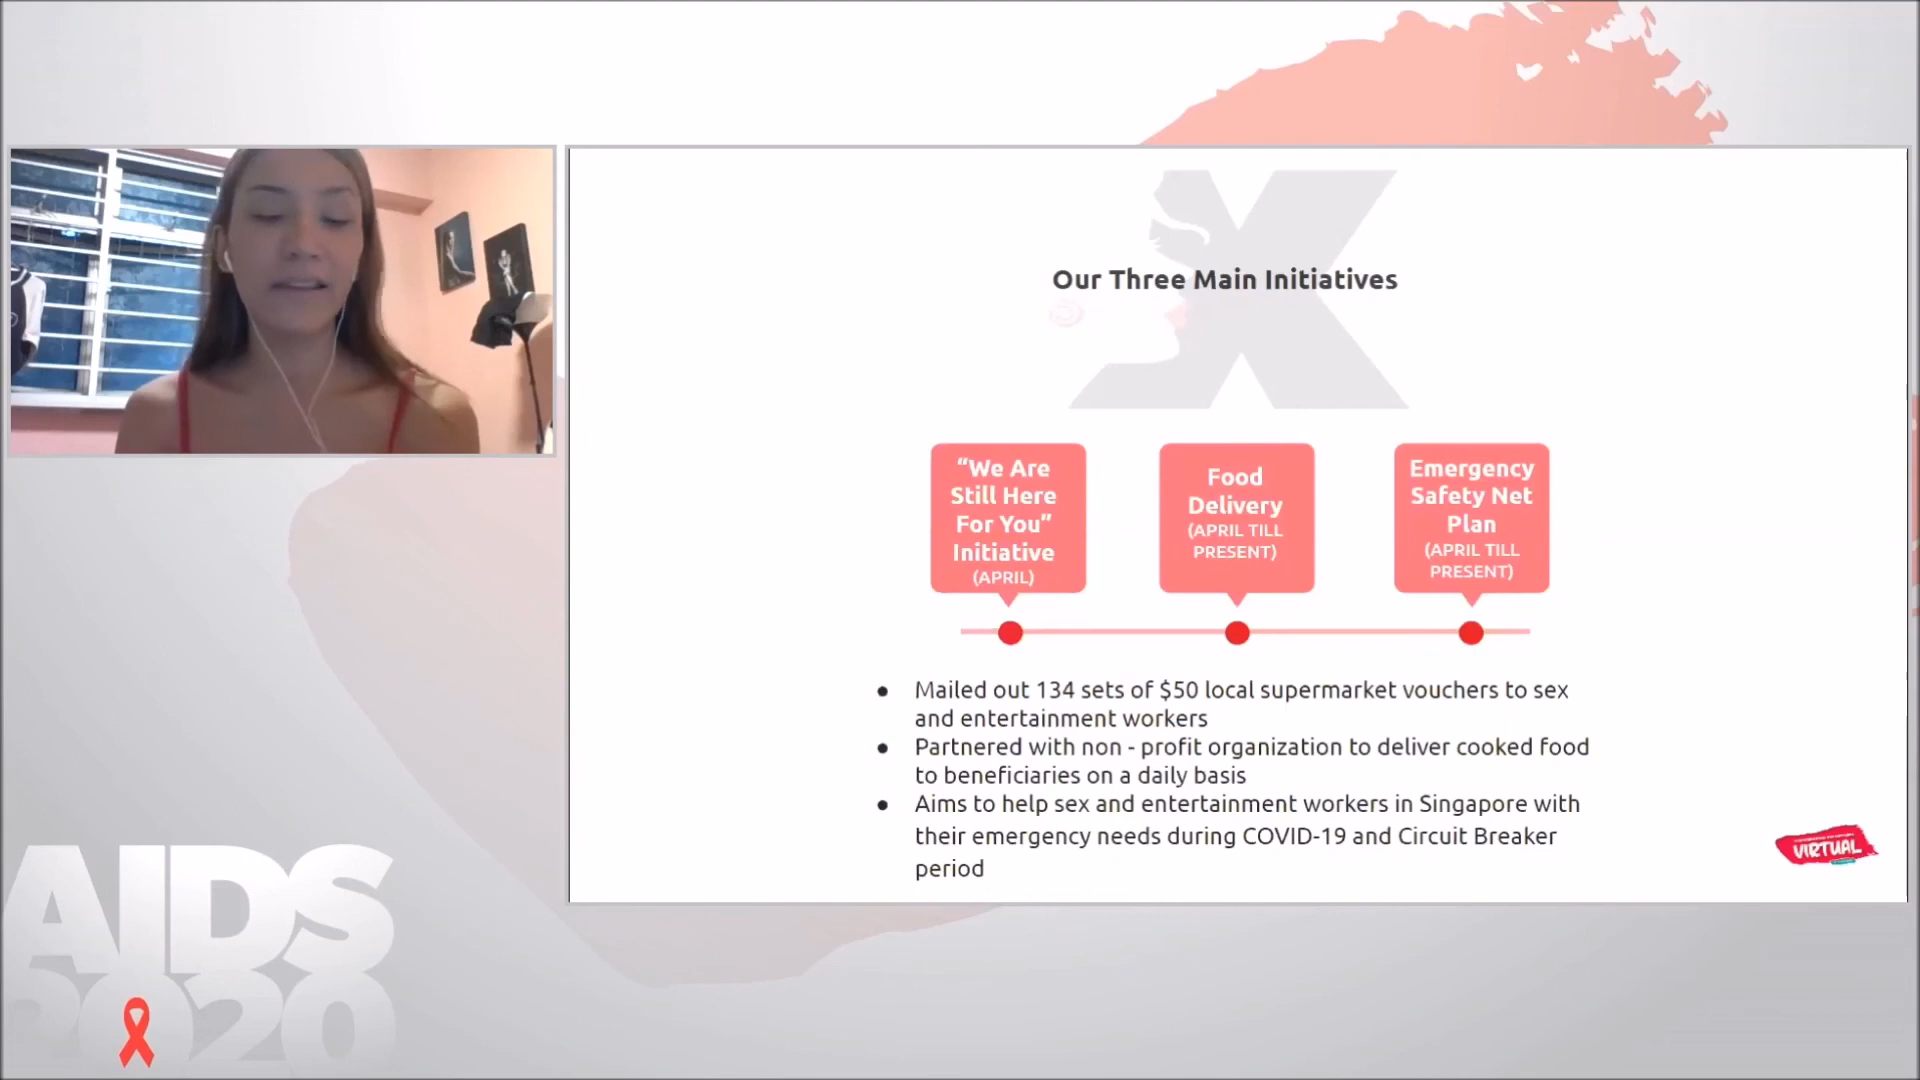 Our Three Main Initiatives
“We Are
Still Here
For You”
Initiative
(APRIL)
Food
Delivery
(APRIL TILL
PRESENT)
Emergency
Safety Net
Plan
(APRIL TILL
PRESENT)
● Mailed out 134 sets of $50 local supermarket vouchers to sex
and entertainment workers
● Partnered with non - profit organization to deliver cooked food
to beneficiaries on a daily basis
● Aims to help sex and entertainment workers in Singapore with
their emergency needs during COVID-19 and Circuit Breaker
period
VIRTUAL
AIDS
2020